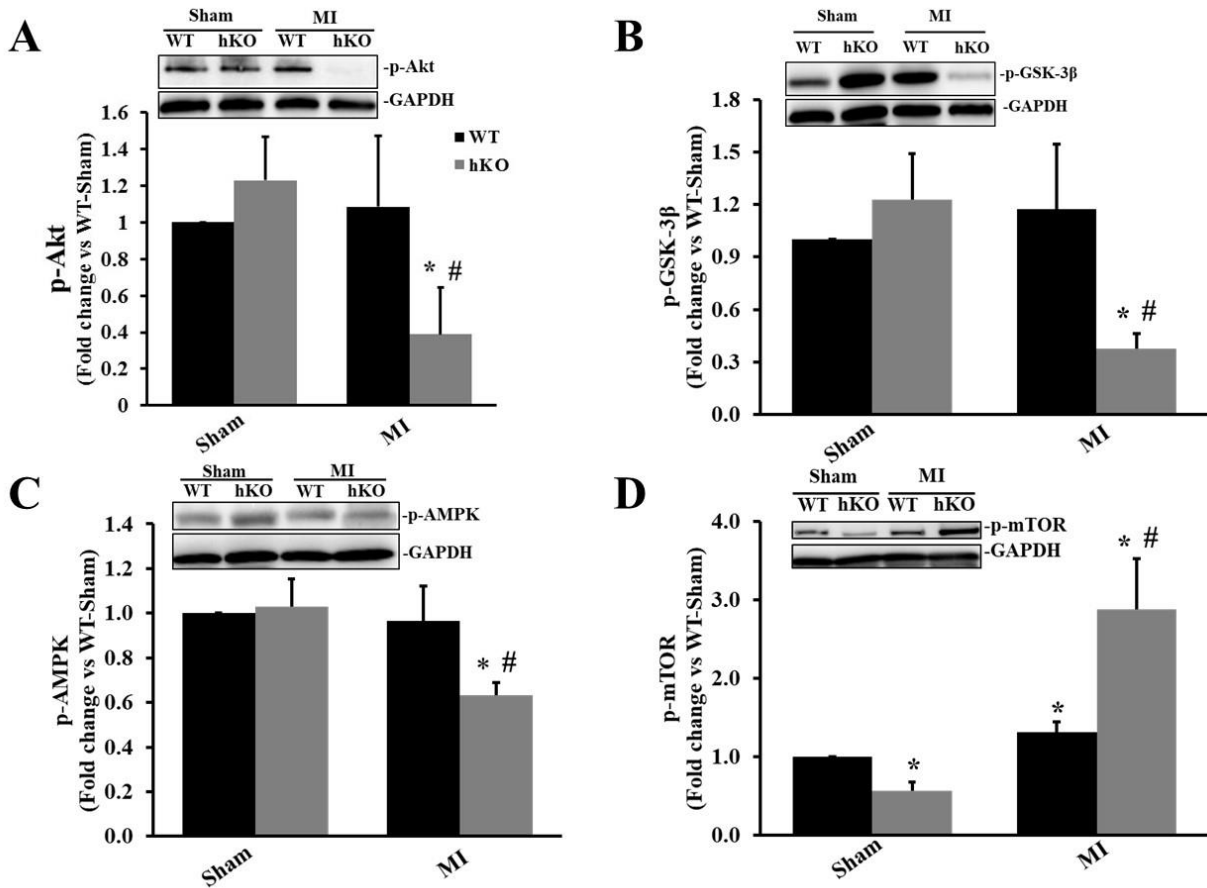 A
Sham MI
WT hKO WT hKO
-p-Akt
-GAPDH
1.6
1.4
1.2
1
0.8
0.6
0.4
0.2
0
p-Akt
(Fold change vs WT-Sham)
WT
hKO
* #
Sham
MI
B
Sham MI
WT hKO WT hKO
-p-GSK-3β
-GAPDH
1.8
1.5
1.2
0.9
0.6
0.3
0.0
p-GSK-3β
(Fold change vs WT-Sham)
* #
Sham
MI
C
Sham MI
WT hKO WT hKO
-p-AMPK
-GAPDH
1.4
1.2
1.0
0.8
0.6
0.4
0.2
0.0
p-AMPK
(Fold change vs WT-Sham)
* #
Sham
MI
D
Sham MI
WT hKO WT hKO
-p-mTOR
-GAPDH
4.0
3.0
2.0
1.0
0.0
p-mTOR
(Fold change vs WT-Sham)
*
*
* #
Sham
MI